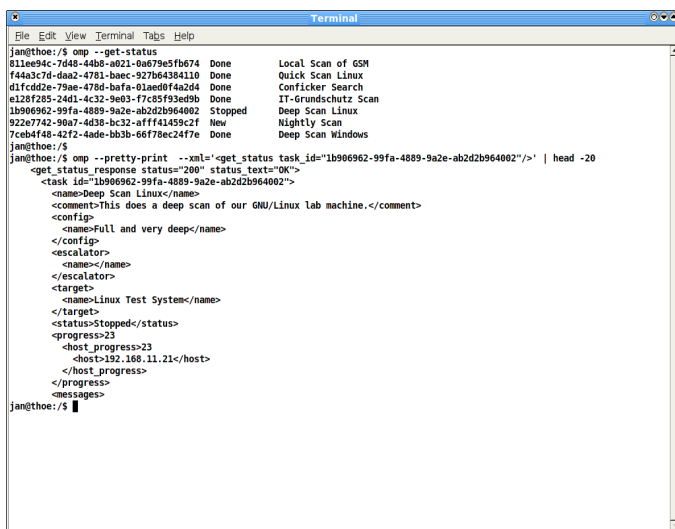 Terminal
File Edit View Terminal Tabs Help
jan@thoe:/$ omp --get-status
811ee94c-7d48-44b8-a021-0a679e5fb674  Done       Local Scan of GSM
f44a3c7d-daa2-4781-baec-927b64384110  Done       Quick Scan Linux
d1fcdd2e-79ae-478d-bafa-01aed0f4a2d4  Done       Conficker Search
e128f285-24d1-4c32-9e03-f7c85f93ed9b  Done       IT-Grundschutz Scan
1b906962-99fa-4889-9a2e-ab2d2b964002  Stopped    Deep Scan Linux
922e7742-90a7-4d38-bc32-afff41459c2f  New        Nightly Scan
7ceb4f48-42f2-4ade-bb3b-66f78ec24f7e  Done       Deep Scan Windows
jan@thoe:/$
jan@thoe:/$ omp --pretty-print  --xml='<get_status task_id="1b906962-99fa-4889-9a2e-ab2d2b964002"/>' | head -20
<get_status_response status="200" status_text="OK">
<task id="1b906962-99fa-4889-9a2e-ab2d2b964002">
<name>Deep Scan Linux</name>
<comment>This does a deep scan of our GNU/Linux lab machine.</comment>
<config>
<name>Full and very deep</name>
</config>
<escalator>
<name></name>
</escalator>
<target>
<name>Linux Test System</name>
</target>
<status>Stopped</status>
<progress>23
<host_progress>23
<host>192.168.11.21</host>
</host_progress>
</progress>
<messages>
jan@thoe:/$